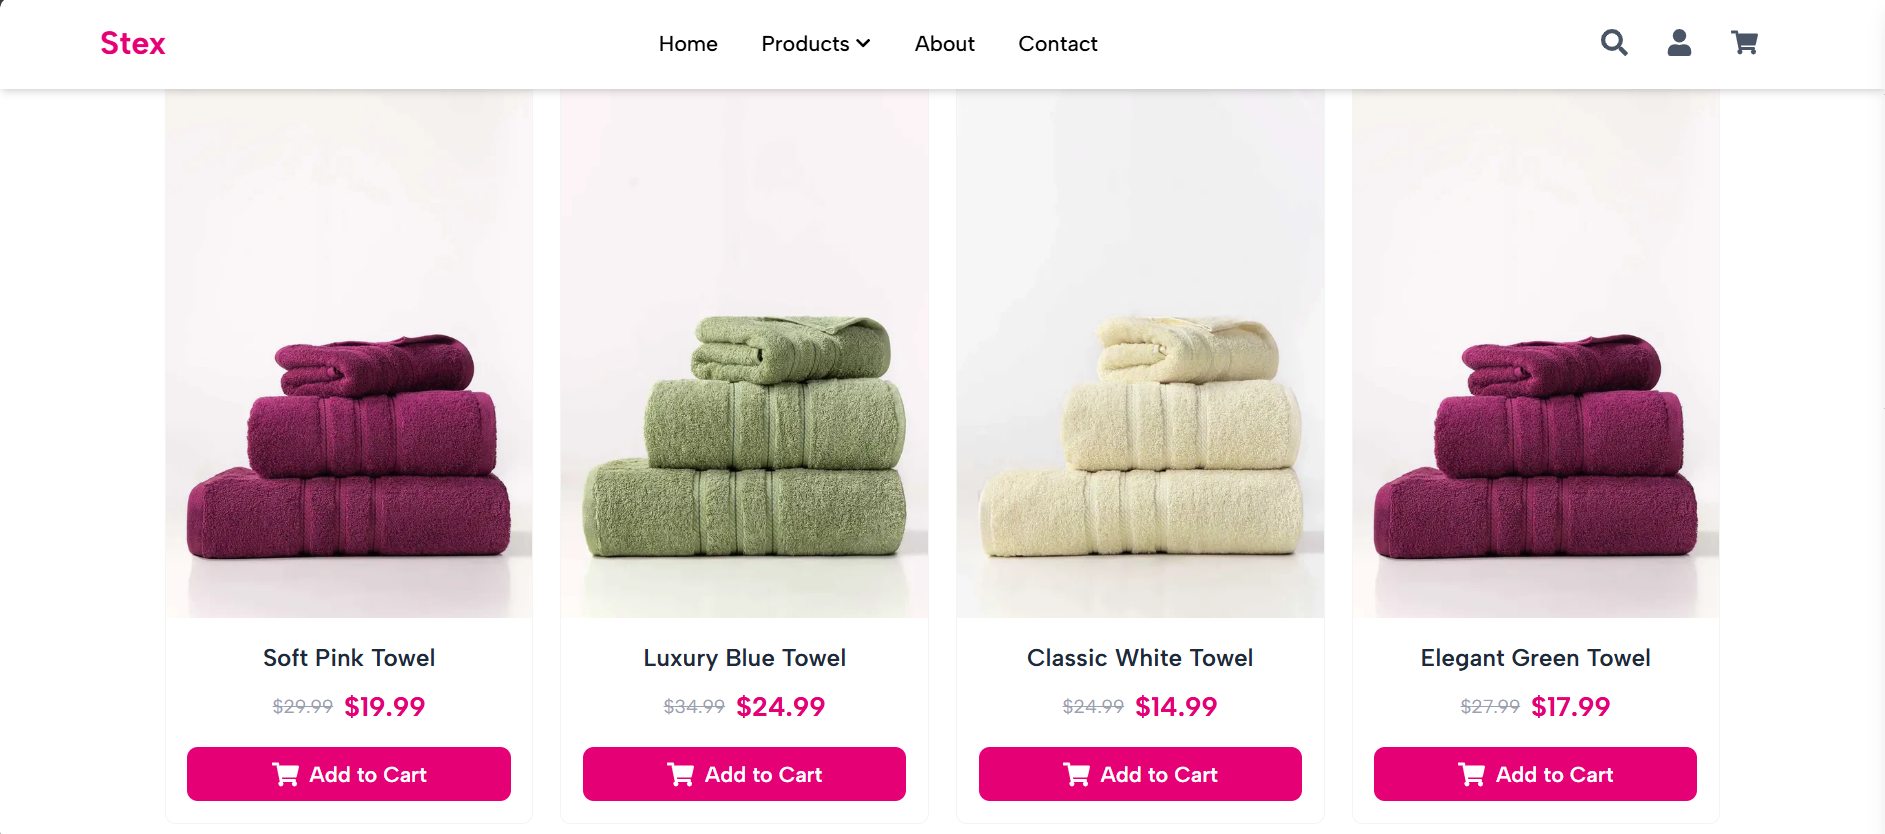 Stex
Home Products About Contact
Soft Pink Towel
$29.99 $19.99
Add to Cart
Luxury Blue Towel
$34.99 $24.99
Add to Cart
Classic White Towel
$24.99 $14.99
Add to Cart
Elegant Green Towel
$27.99 $17.99
Add to Cart